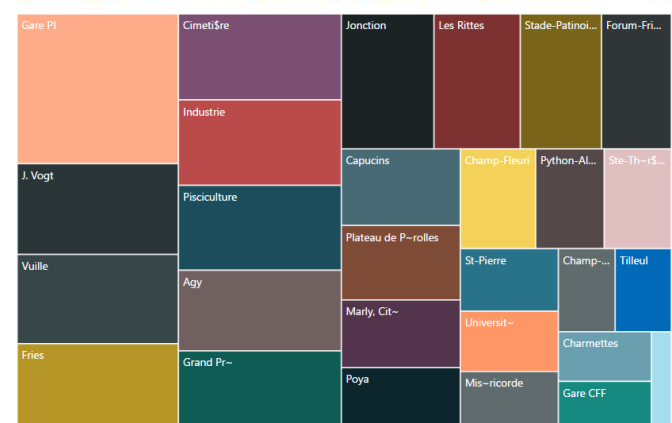 Gare Pl
Cimeti$re
Jonction
Les Rittes
Stade-Patinoi...
Forum-Fri...
Industrie
J. Vogt
Capucins
Champ-Fleuri
Python-Al...
Ste-Th~r$...
Pisciculture
Plateau de P~rolles
Vuille
St-Pierre
Champ-...
Tilleul
Agy
Marly, Cit~
Universit~
Charmettes
Fries
Grand Pr~
Poya
Mis~ricorde
Gare CFF